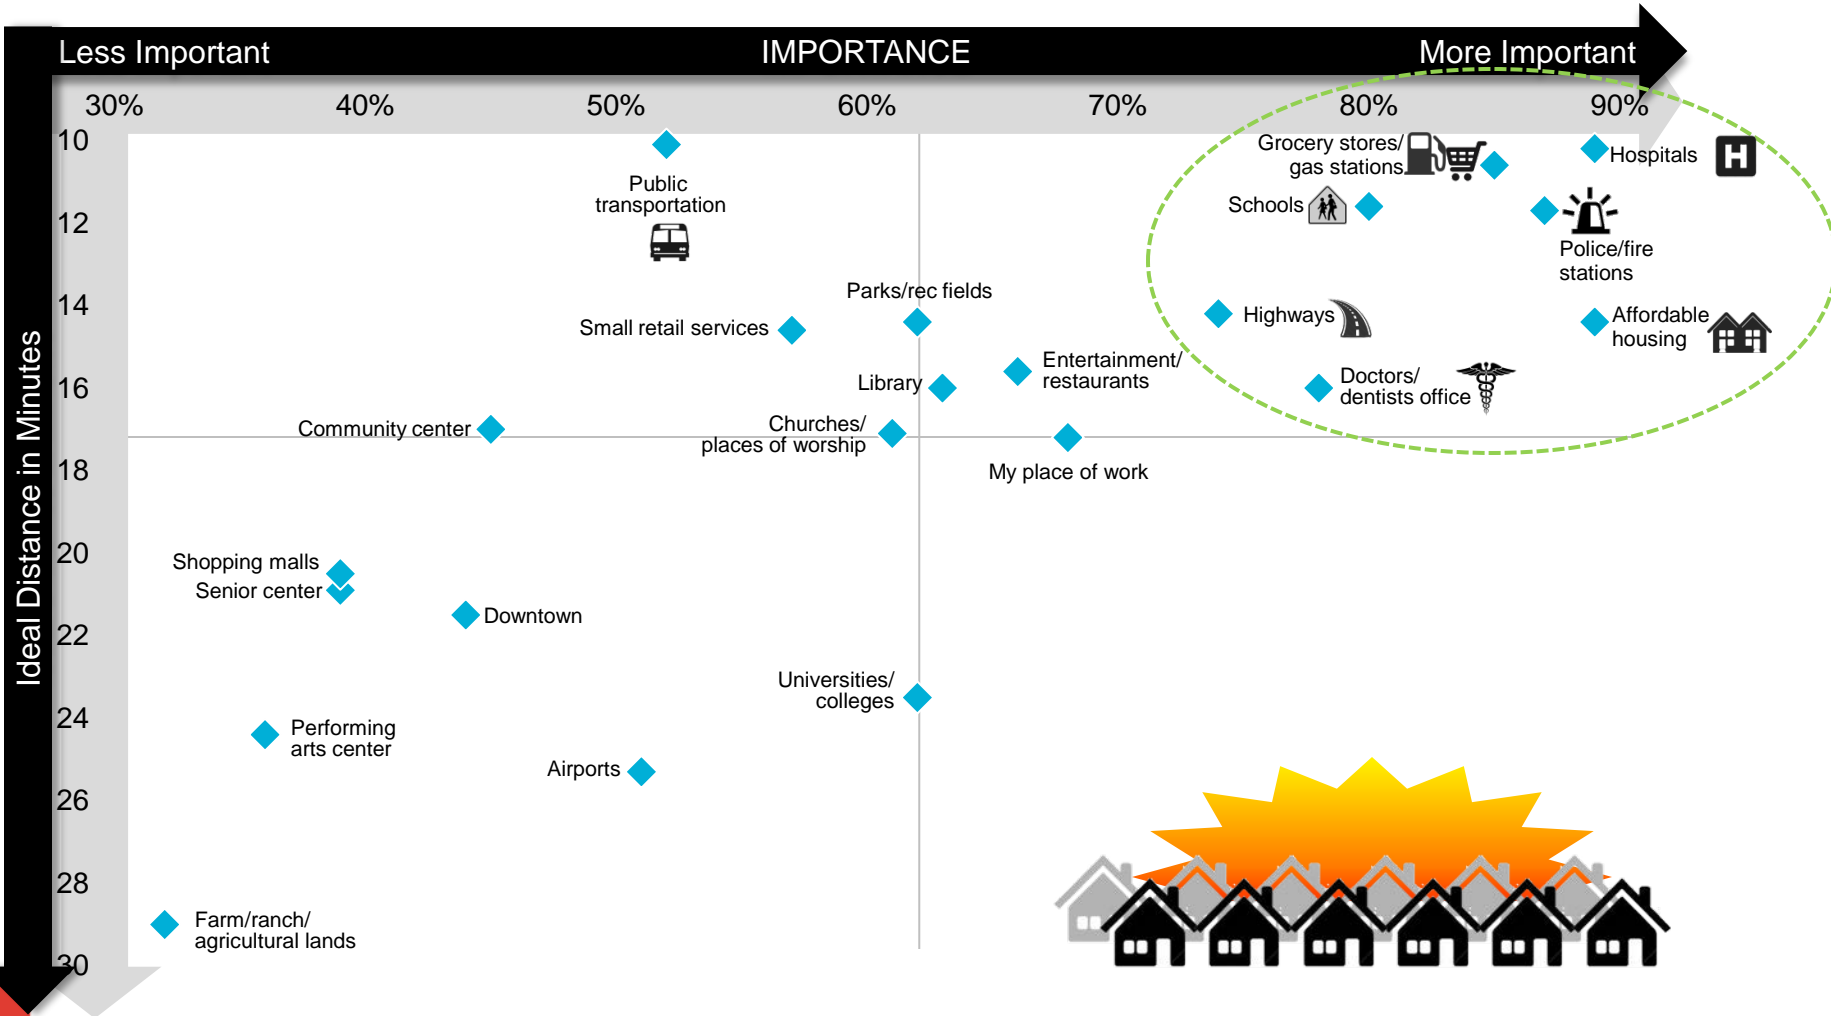 Less Important IMPORTANCE More Important
30% 40% 50% 60% 70% 80% 90%
Ideal Distance in Minutes
10
12
14
16
18
20
22
24
26
28
30
Public
transportation
Grocery stores/
gas stations
Hospitals
H
Schools
Police/fire
stations
Parks/rec fields
Small retail services
Highways
Affordable
housing
Entertainment/
restaurants
Library
Doctors/
dentists office
Community center
Churches/
places of worship
My place of work
Shopping malls
Senior center
Downtown
Universities/
colleges
Performing
arts center
Airports
Farm/ranch/
agricultural lands